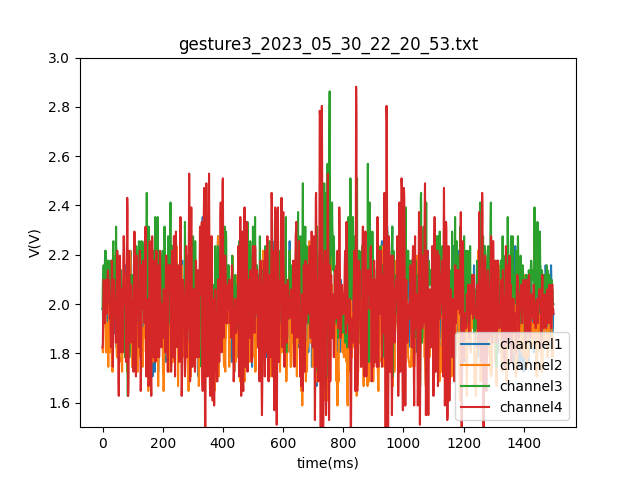 gesture3_2023_05_30_22_20_53.txt
3.0
2.8
2.6
2.4
2.2
2.0
1.8
1.6
V(V)
channel1
channel2
channel3
channel4
0 200 400 600 800 1000 1200 1400
time(ms)